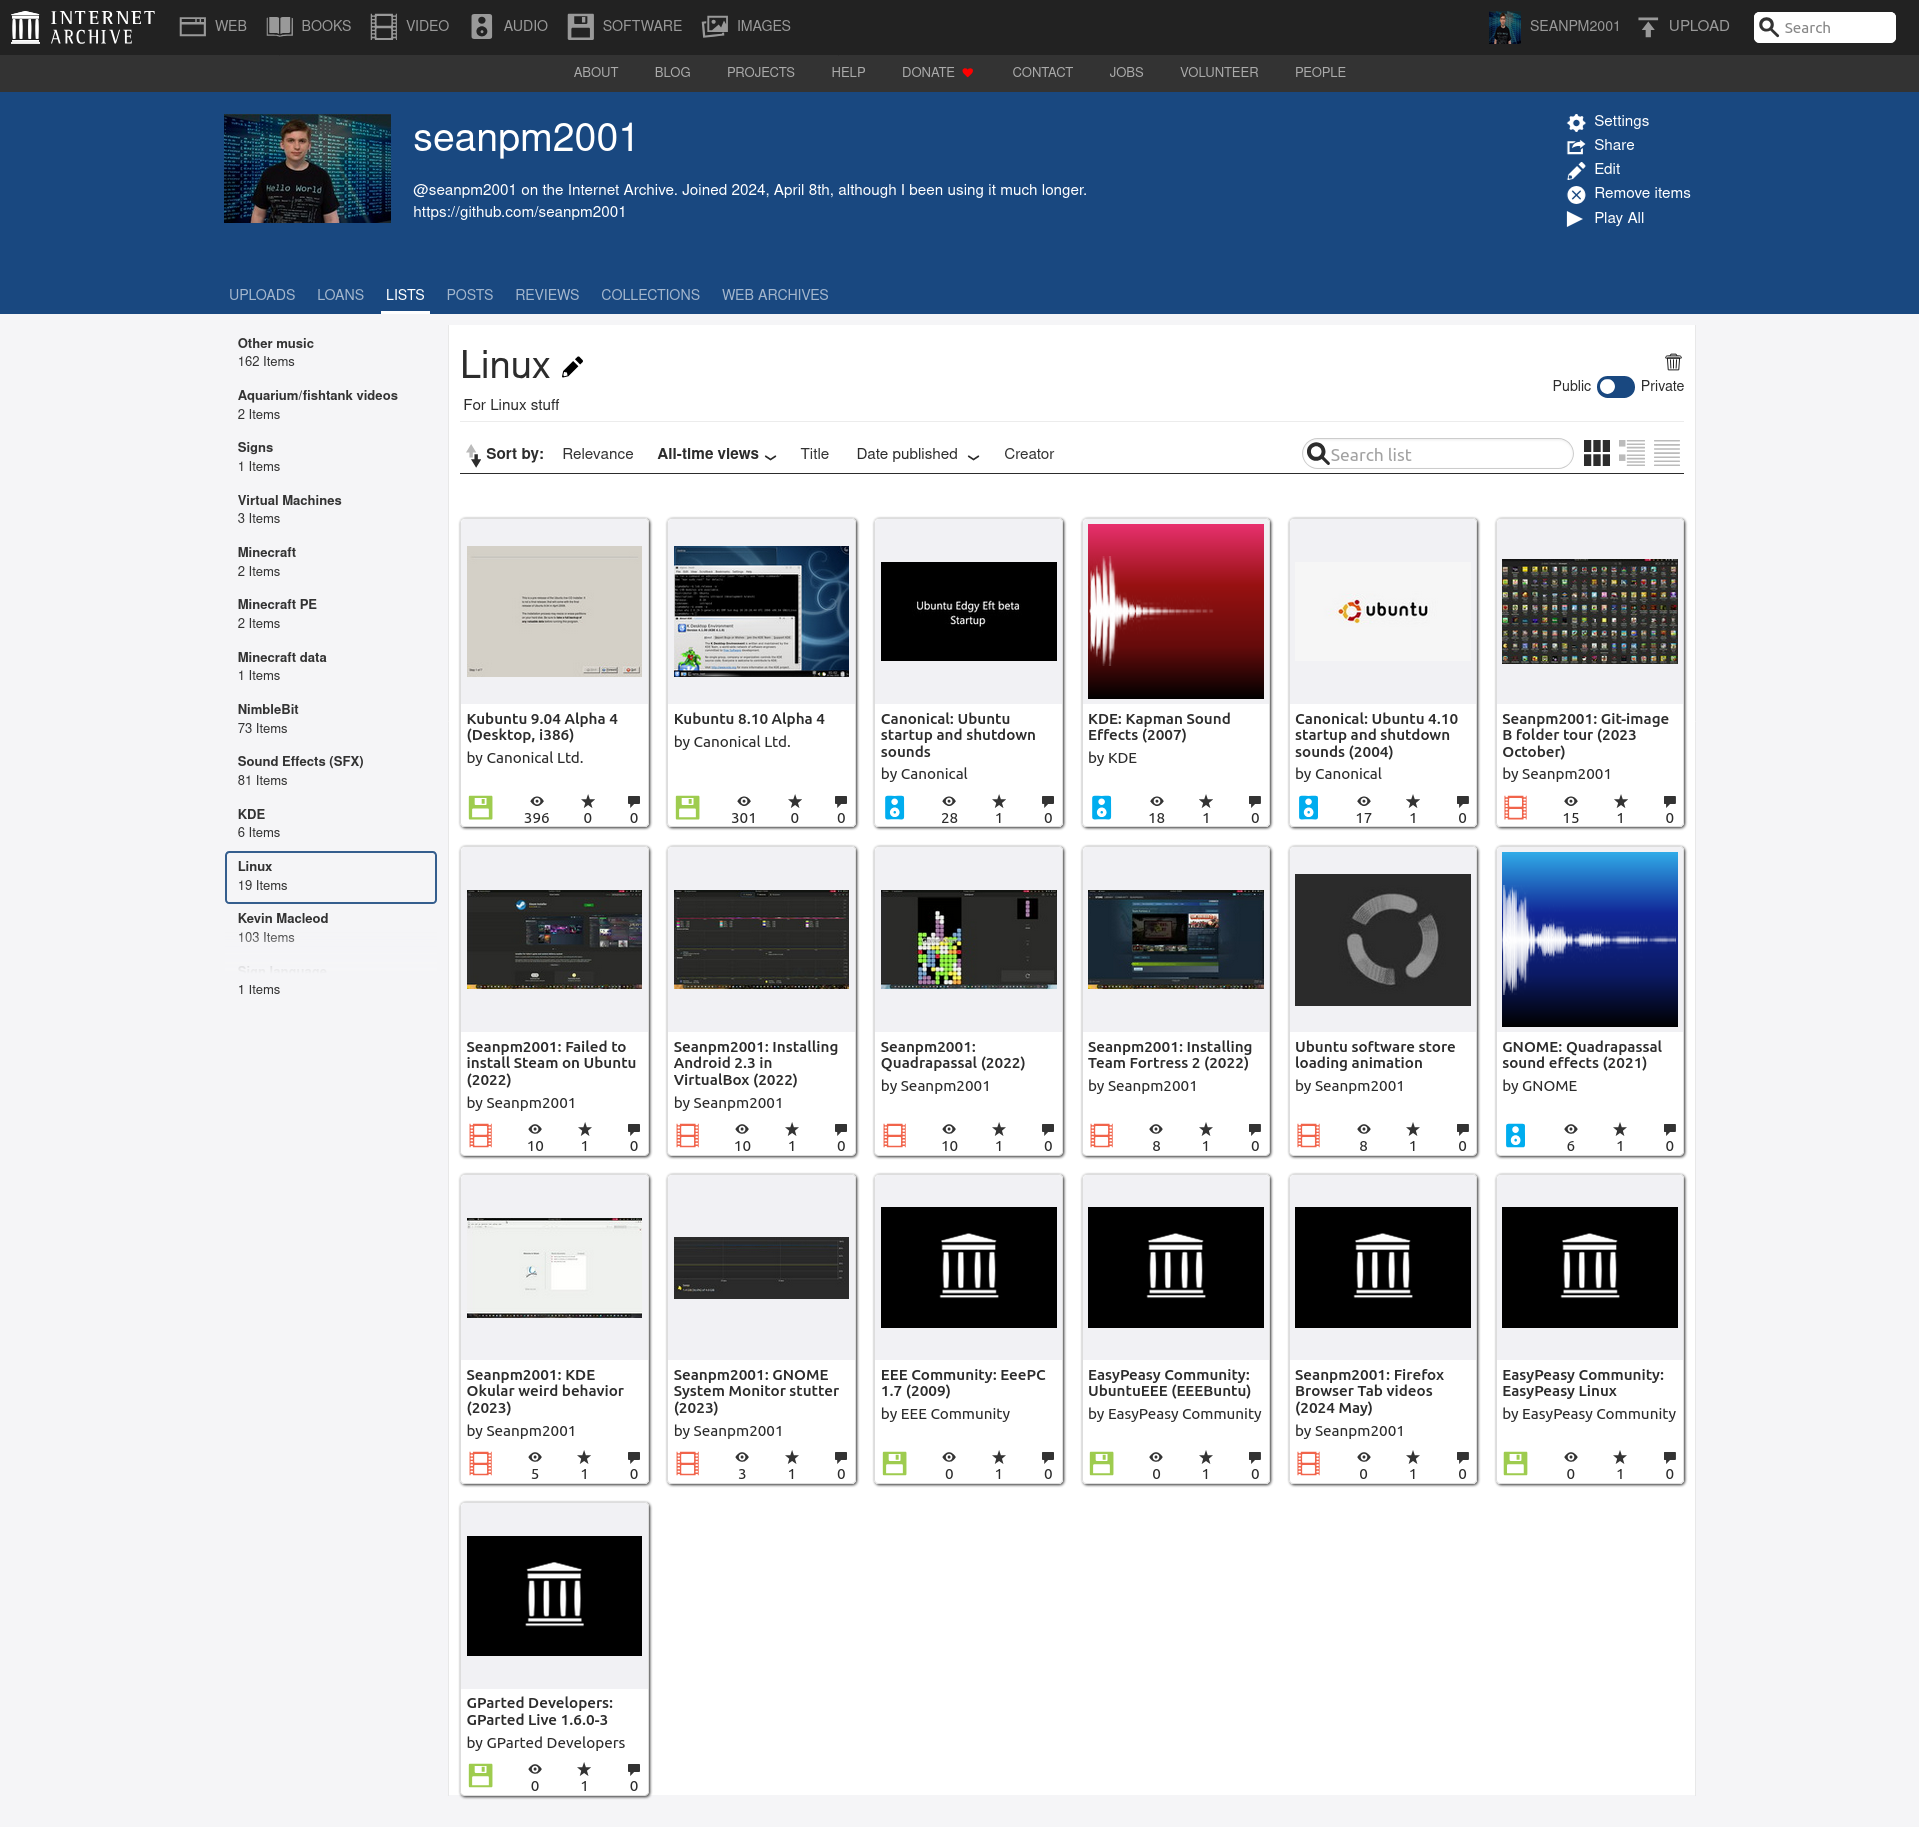 INTERNET ARCHIVE
WEB BOOKS VIDEO AUDIO SOFTWARE IMAGES
SEANPM2001 UPLOAD Search
ABOUT BLOG PROJECTS HELP DONATE CONTACT JOBS VOLUNTEER PEOPLE
Hello World
seanpm2001
@seanpm2001 on the Internet Archive. Joined 2024, April 8th, although I been using it much longer.
https://github.com/seanpm2001
Settings
Share
Edit
Remove items
Play All
UPLOADS LOANS LISTS POSTS REVIEWS COLLECTIONS WEB ARCHIVES
Other music
162 Items
Aquarium/fishtank videos
2 Items
Signs
1 Items
Virtual Machines
3 Items
Minecraft
2 Items
Minecraft PE
2 Items
Minecraft data
1 Items
NimbleBit
73 Items
Sound Effects (SFX)
81 Items
KDE
6 Items
Linux
19 Items
Kevin Macleod
103 Items
Sign language
1 Items
Linux
For Linux stuff
Public Private
Sort by: Relevance All-time views Title Date published Creator
Search list
Kubuntu 9.04 Alpha 4
(Desktop, i386)
by Canonical Ltd.
396 0 0
K Desktop Environment
Kubuntu 8.10 Alpha 4
by Canonical Ltd.
301 0 0
Ubuntu Edgy Eft beta
Startup
Canonical: Ubuntu
startup and shutdown
sounds
by Canonical
28 1 0
KDE: Kapman Sound
Effects (2007)
by KDE
18 1 0
ubuntu
Canonical: Ubuntu 4.10
startup and shutdown
sounds (2004)
by Canonical
17 1 0
Seanpm2001: Git-image
B folder tour (2023
October)
by Seanpm2001
15 1 0
Seanpm2001: Failed to
install Steam on Ubuntu
(2022)
by Seanpm2001
10 1 0
Seanpm2001: Installing
Android 2.3 in
VirtualBox (2022)
by Seanpm2001
10 1 0
Seanpm2001:
Quadrapassal (2022)
by Seanpm2001
10 1 0
Seanpm2001: Installing
Team Fortress 2 (2022)
by Seanpm2001
8 1 0
Ubuntu software store
loading animation
by Seanpm2001
8 1 0
GNOME: Quadrapassal
sound effects (2021)
by GNOME
6 1 0
Seanpm2001: KDE
Okular weird behavior
(2023)
by Seanpm2001
5 1 0
Seanpm2001: GNOME
System Monitor stutter
(2023)
by Seanpm2001
3 1 0
EEE Community: EeePC
1.7 (2009)
by EEE Community
0 1 0
EasyPeasy Community:
UbuntuEEE (EEEBuntu)
by EasyPeasy Community
0 1 0
Seanpm2001: Firefox
Browser Tab videos
(2024 May)
by Seanpm2001
0 1 0
EasyPeasy Community:
EasyPeasy Linux
by EasyPeasy Community
0 1 0
GParted Developers:
GParted Live 1.6.0-3
by GParted Developers
0 1 0